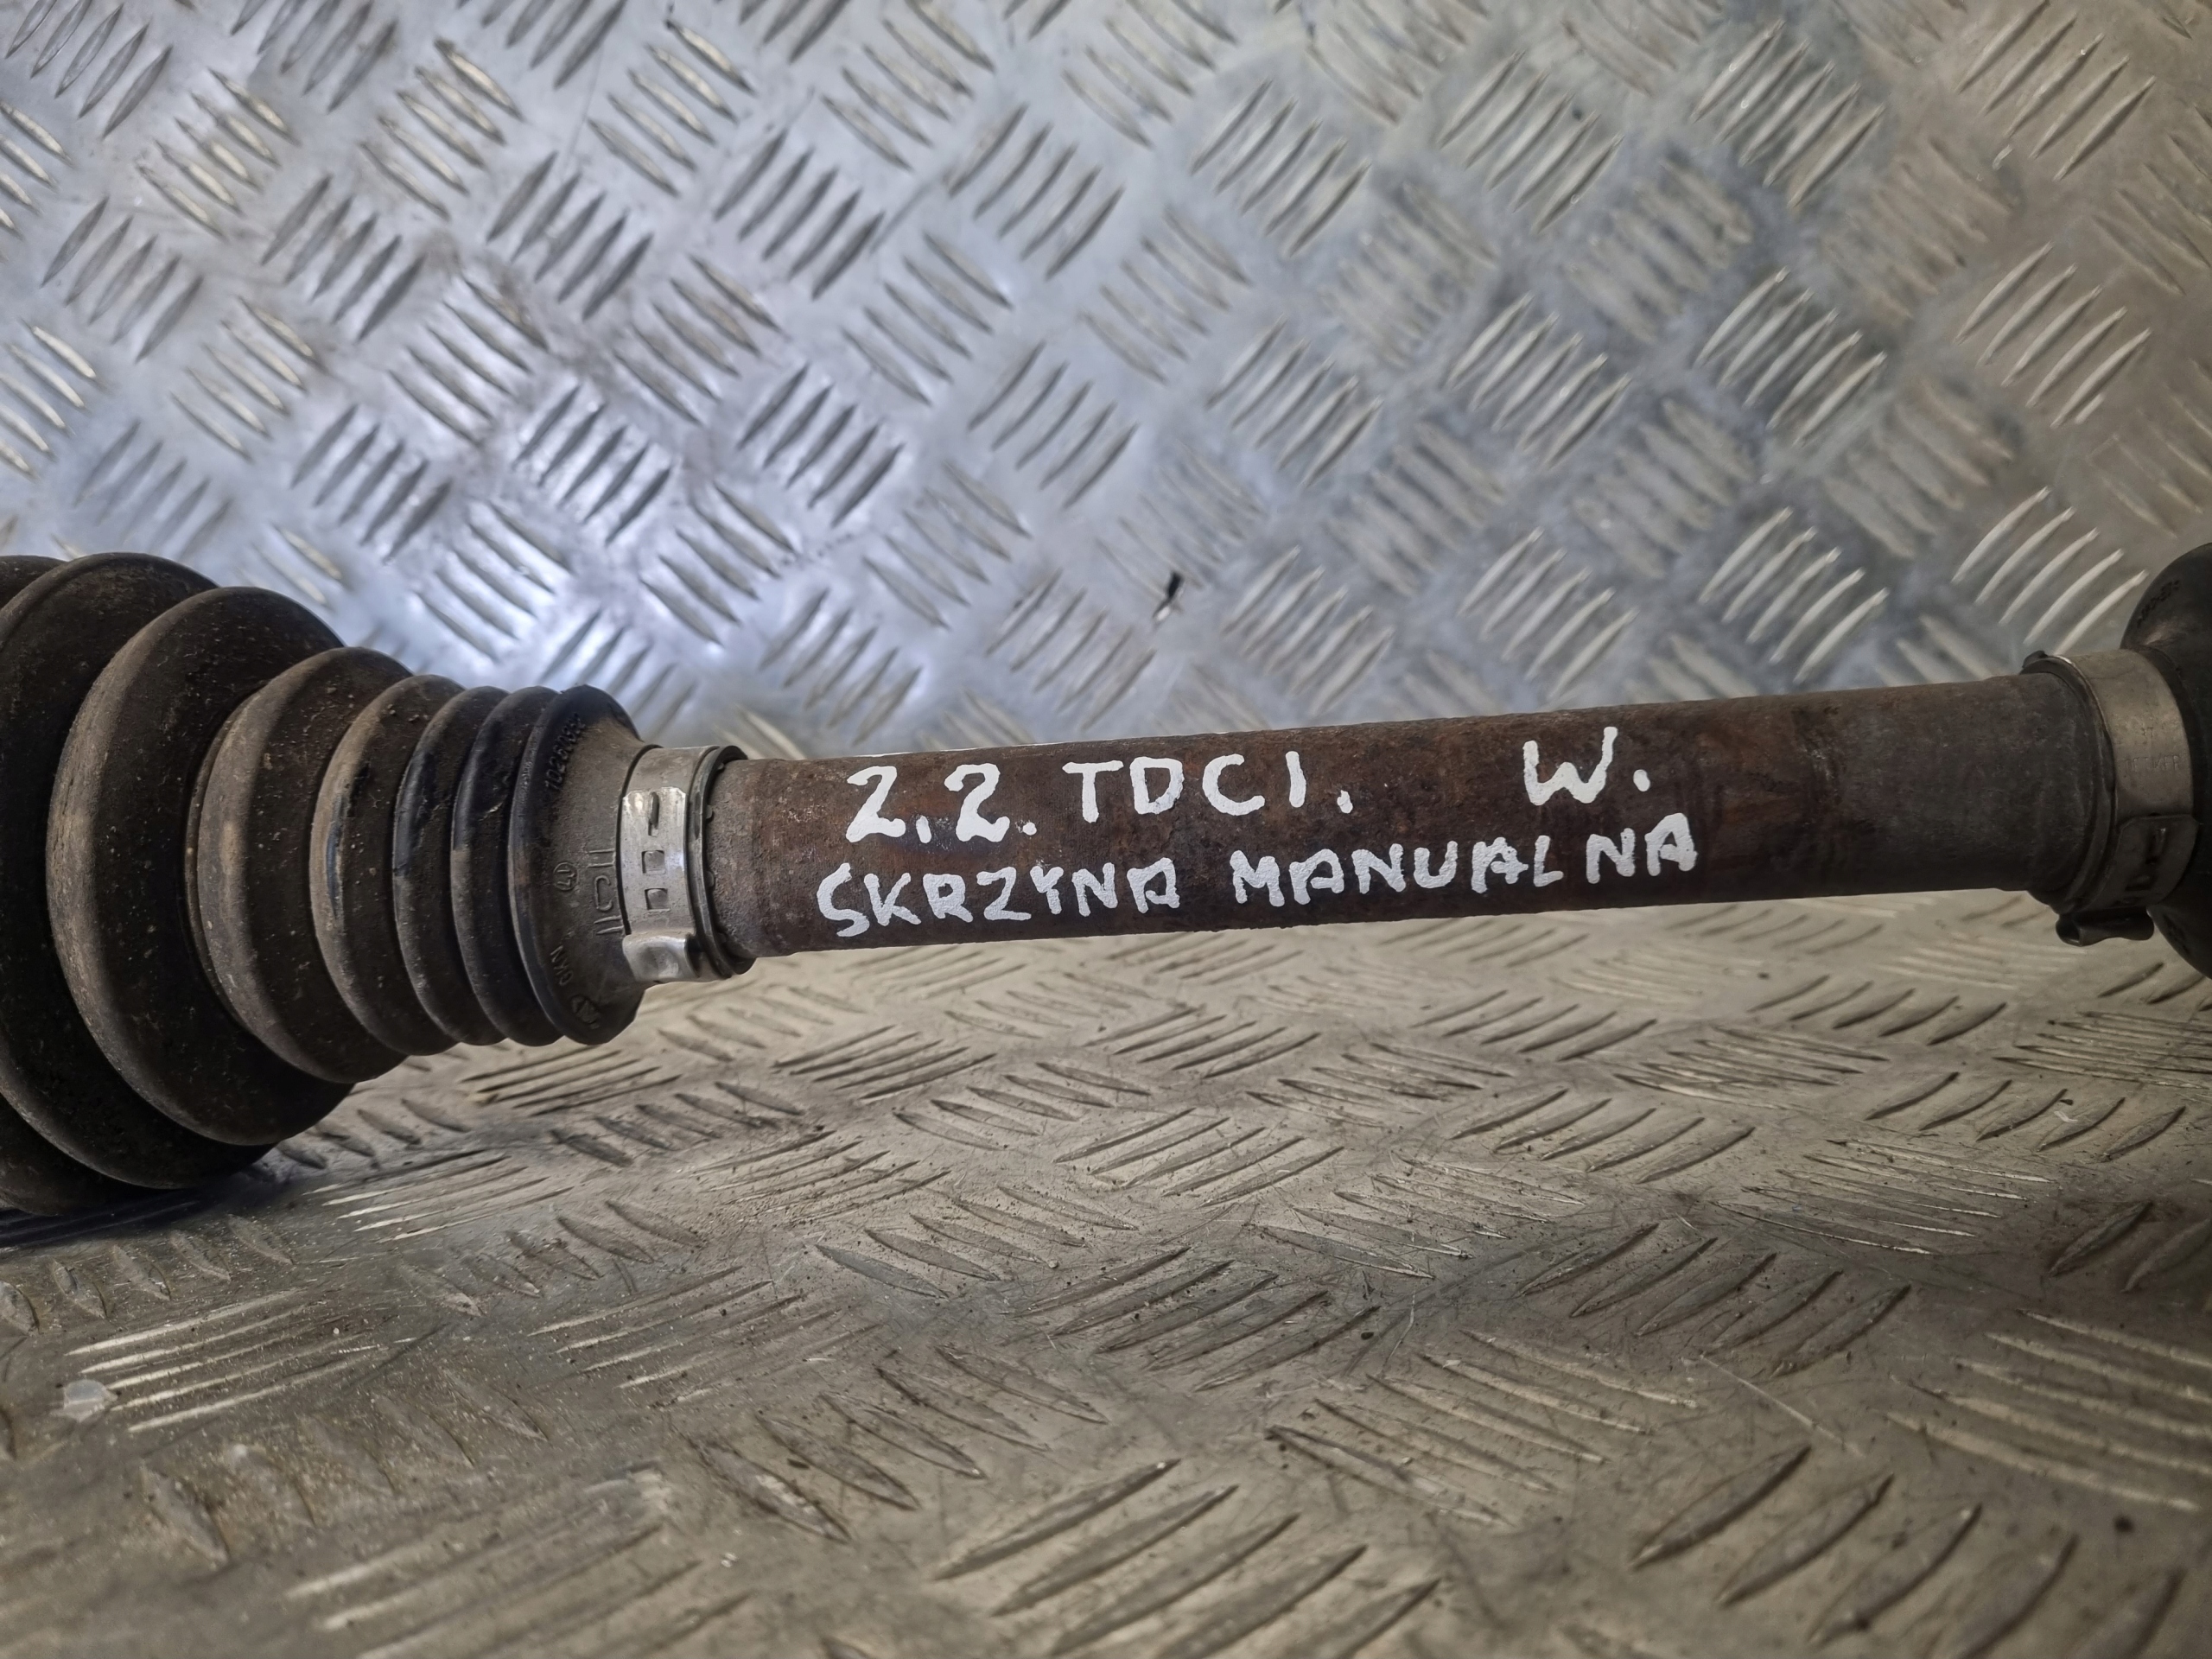 2.2. TDCI. W.
SKRZYNA MANUALNA